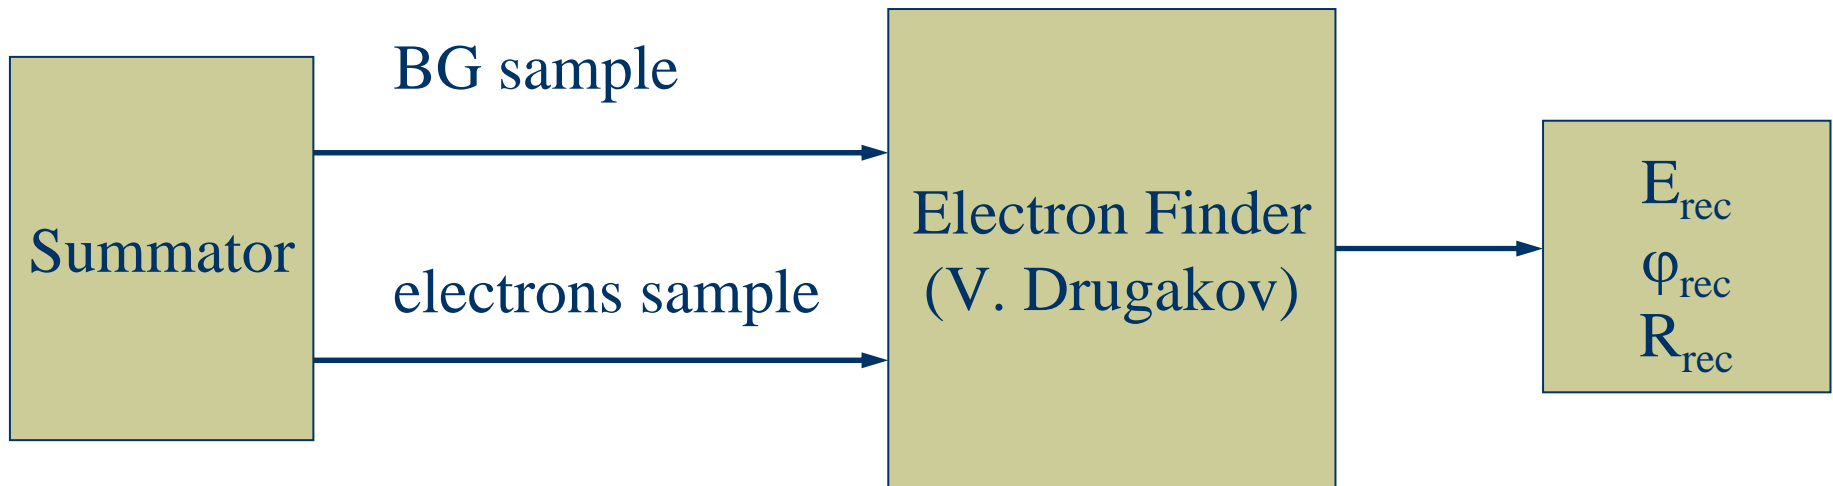 Summator
BG sample
electrons sample
Electron Finder
(V. Drugakov)
E_rec
φ_rec
R_rec